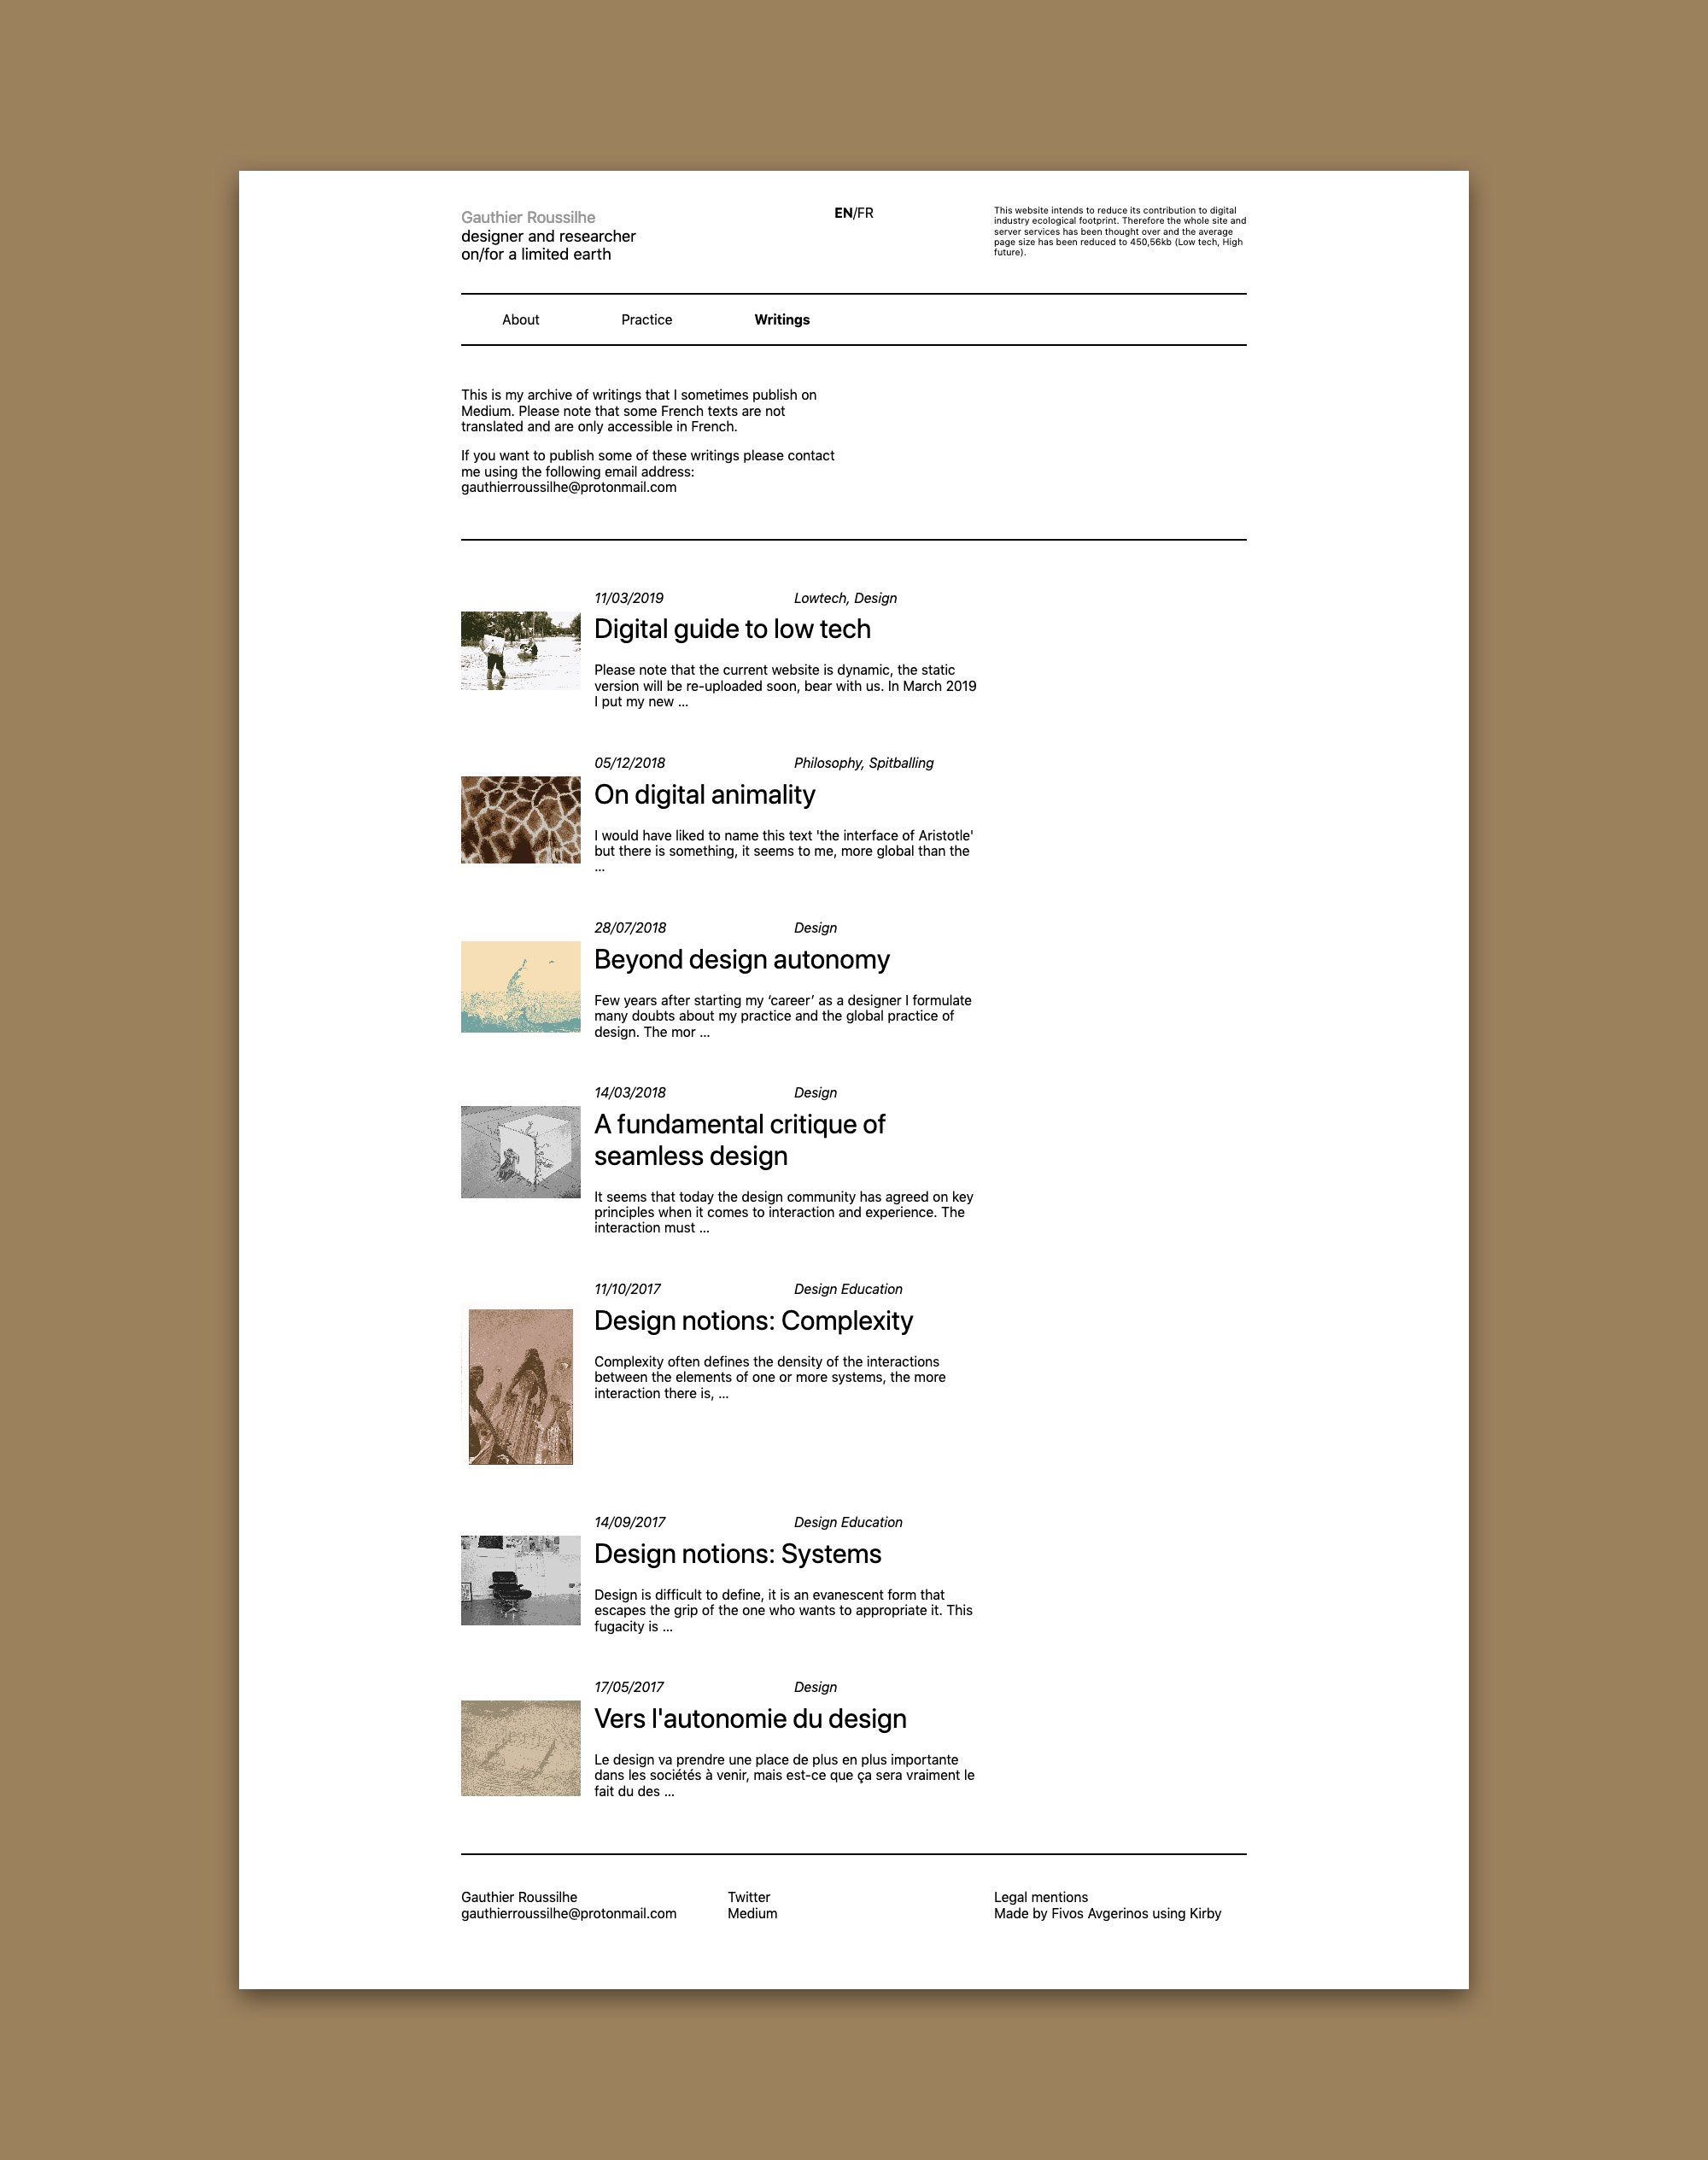 Gauthier Roussilhe
designer and researcher
on/for a limited earth
EN/FR
This website intends to reduce its contribution to digital
industry ecological footprint. Therefore the whole site and
server services has been thought over and the average
page size has been reduced to 450,56kb (Low tech, High
future).
About Practice Writings
This is my archive of writings that I sometimes publish on
Medium. Please note that some French texts are not
translated and are only accessible in French.
If you want to publish some of these writings please contact
me using the following email address:
gauthierroussilhe@protonmail.com
11/03/2019 Lowtech, Design
Digital guide to low tech
Please note that the current website is dynamic, the static
version will be re-uploaded soon, bear with us. In March 2019
I put my new ...
05/12/2018 Philosophy, Spitballing
On digital animality
I would have liked to name this text 'the interface of Aristotle'
but there is something, it seems to me, more global than the
...
28/07/2018 Design
Beyond design autonomy
Few years after starting my ‘career’ as a designer I formulate
many doubts about my practice and the global practice of
design. The mor ...
14/03/2018 Design
A fundamental critique of
seamless design
It seems that today the design community has agreed on key
principles when it comes to interaction and experience. The
interaction must ...
11/10/2017 Design Education
Design notions: Complexity
Complexity often defines the density of the interactions
between the elements of one or more systems, the more
interaction there is, ...
14/09/2017 Design Education
Design notions: Systems
Design is difficult to define, it is an evanescent form that
escapes the grip of the one who wants to appropriate it. This
fugacity is ...
17/05/2017 Design
Vers l'autonomie du design
Le design va prendre une place de plus en plus importante
dans les sociétés à venir, mais est-ce que ça sera vraiment le
fait du des ...
Gauthier Roussilhe
gauthierroussilhe@protonmail.com
Twitter
Medium
Legal mentions
Made by Fivos Avgerinos using Kirby